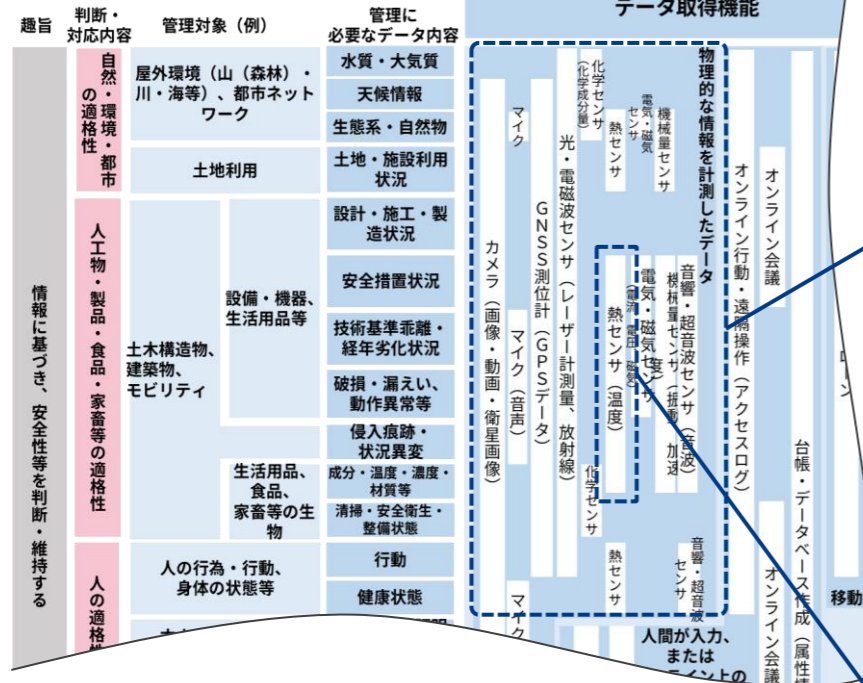 趣旨
判断・
対応内容
管理対象（例）
管理に
必要なデータ内容
データ取得機能
情報に基づき、安全性等を判断・維持する
自然・環境・都市
の適格性
屋外環境（山（森林）・
川・海等）、都市ネット
ワーク
土地利用
水質・大気質
天候情報
生態系・自然物
土地・施設利用
状況
人工物・製品・食品・家畜等の適格性
土木構造物、
建築物、
モビリティ
設備・機器、
生活用品等
生活用品、
食品、
家畜等の生
物
設計・施工・製
造状況
安全措置状況
技術基準乖離・
経年劣化状況
破損・漏えい、
動作異常等
侵入痕跡・
状況異変
成分・温度・濃度・
材質等
清掃・安全衛生・
整備状態
人の適格性
人の行為・行動、
身体の状態等
行動
健康状態
物理的な情報を計測したデータ
カメラ（画像・動画・衛星画像）
マイク
マイク（音声）
マイク
GNSS測位計（GPSデータ）
光・電磁波センサ（レーザー計測量、放射線）
化学センサ
（化学成分量）
化学センサ
熱センサ
熱センサ（温度）
熱センサ
電気・磁気
センサ
電気・磁気センサ
（電流、電圧、磁気）
機械量センサ
機械量センサ（振動、加速
度）
音響・超音波センサ（音波）
音響・超音波
センサ
オンライン行動・遠隔操作（アクセスログ）
オンライン会議
オンライン会議
台帳・データベース作成（属性情
移動
人間が入力、
または